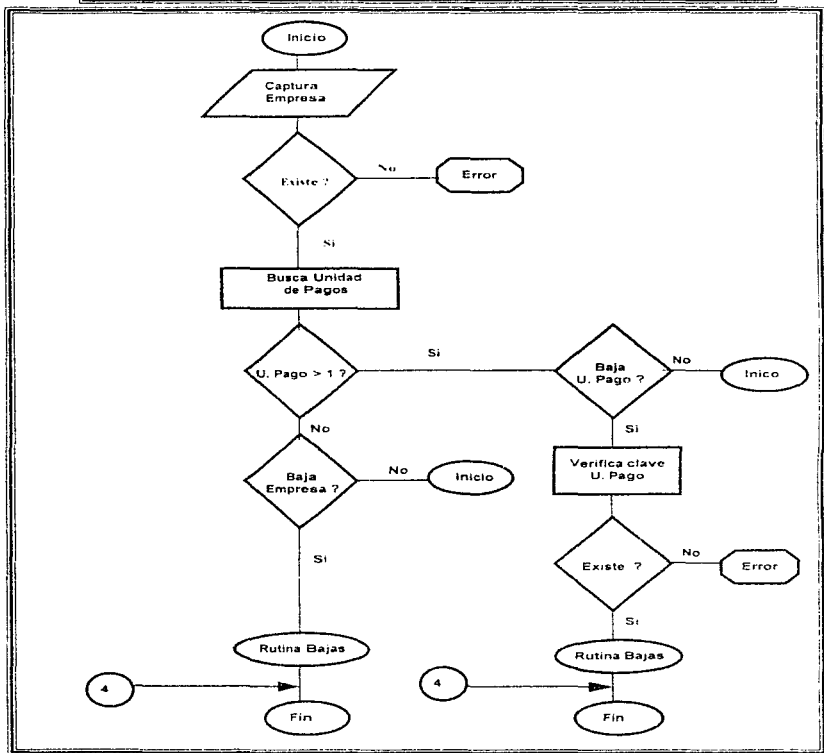 Inicio
Captura
Empresa
Existe ?
No
Error
Si
Busca Unidad
de Pagos
U. Pago > 1 ?
Si
Baja
U. Pago ?
No
Inico
No
Si
Baja
Empresa ?
No
Inicio
Verifica clave
U. Pago
Si
Existe ?
No
Error
Si
Rutina Bajas
Rutina Bajas
4
4
Fin
Fin